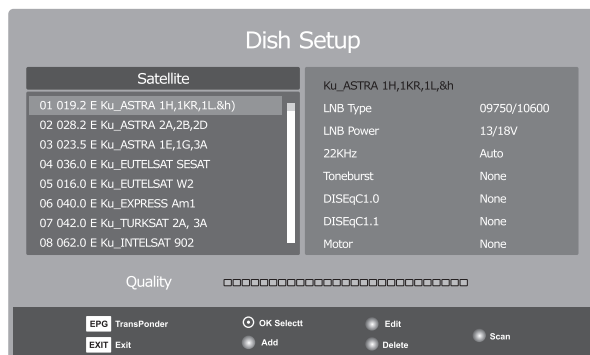 Dish Setup
Satellite
01 019.2 E Ku_ASTRA 1H,1KR,1L.&h)
02 028.2 E Ku_ASTRA 2A,2B,2D
03 023.5 E Ku_ASTRA 1E,1G,3A
04 036.0 E Ku_EUTELSAT SESAT
05 016.0 E Ku_EUTELSAT W2
06 040.0 E Ku_EXPRESS Am1
07 042.0 E Ku_TURKSAT 2A, 3A
08 062.0 E Ku_INTELSAT 902
Ku_ASTRA 1H,1KR,1L,&h
LNB Type 09750/10600
LNB Power 13/18V
22KHz Auto
Toneburst None
DISEqC1.0 None
DISEqC1.1 None
Motor None
Quality
EPG TransPonder OK Selectt Edit Scan
EXIT Exit Add Delete